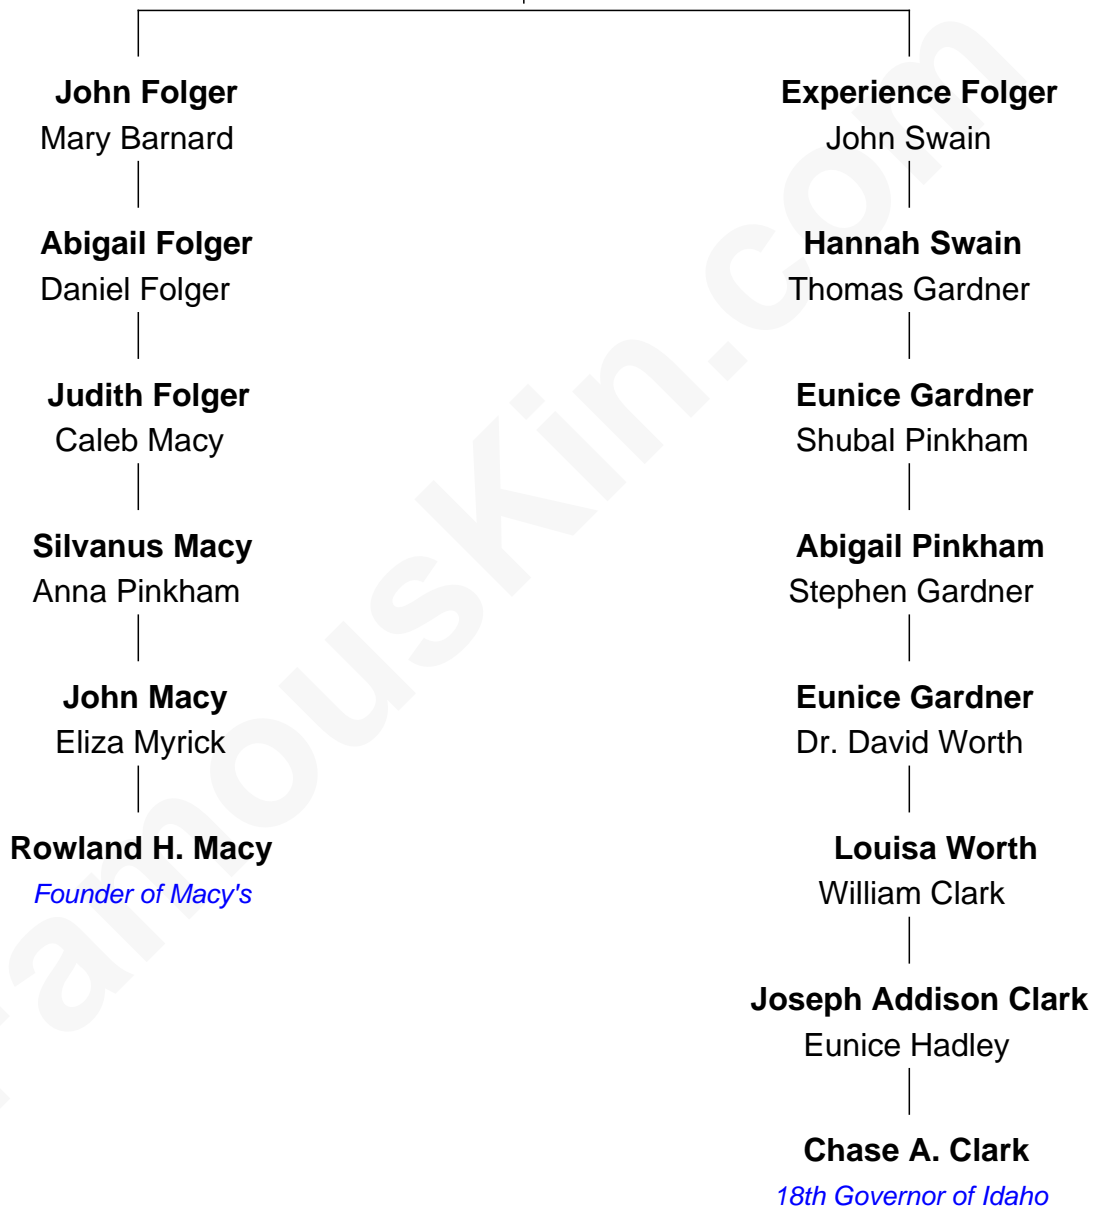 John Folger
Mary Barnard
Experience Folger
John Swain
Abigail Folger
Daniel Folger
Hannah Swain
Thomas Gardner
Judith Folger
Caleb Macy
Eunice Gardner
Shubal Pinkham
Silvanus Macy
Anna Pinkham
Abigail Pinkham
Stephen Gardner
John Macy
Eliza Myrick
Eunice Gardner
Dr. David Worth
Rowland H. Macy
Founder of Macy's
Louisa Worth
William Clark
Joseph Addison Clark
Eunice Hadley
Chase A. Clark
18th Governor of Idaho
FamousKin.com